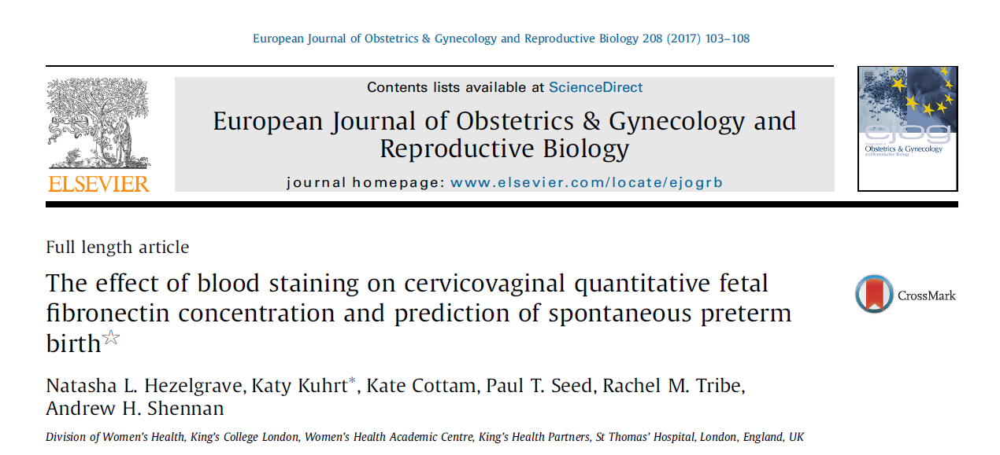 European Journal of Obstetrics & Gynecology and Reproductive Biology 208 (2017) 103–108
Contents lists available at ScienceDirect
European Journal of Obstetrics & Gynecology and
Reproductive Biology
journal homepage: www.elsevier.com/locate/ejogrb
NON SOLUS
ELSEVIER
ejog
Obstetrics & Gynecology
and Reproductive Biology
Full length article
The effect of blood staining on cervicovaginal quantitative fetal
fibronectin concentration and prediction of spontaneous preterm
birth☆
CrossMark
Natasha L. Hezelgrave, Katy Kuhrt*, Kate Cottam, Paul T. Seed, Rachel M. Tribe,
Andrew H. Shennan
Division of Women's Health, King's College London, Women's Health Academic Centre, King's Health Partners, St Thomas' Hospital, London, England, UK